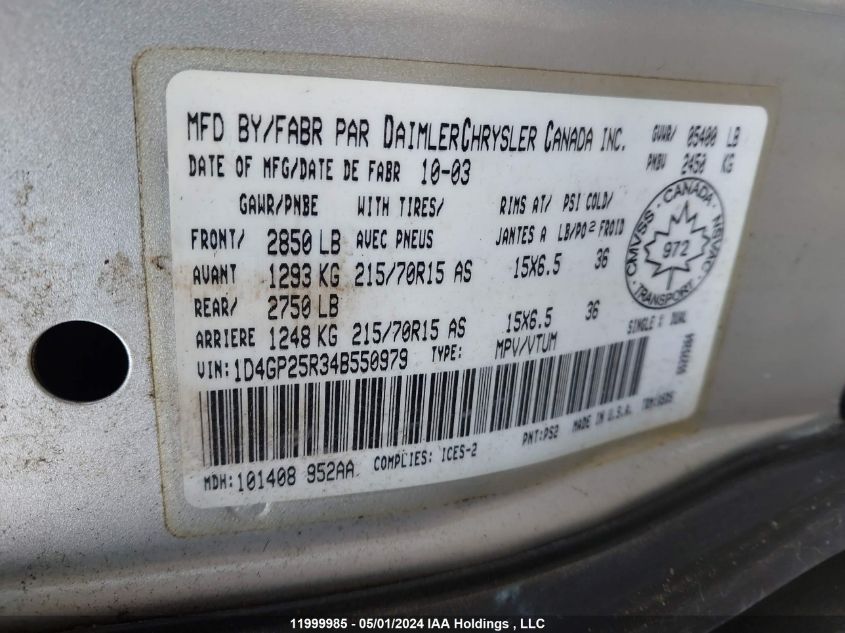 MFD BY/FABR PAR DAIMLERCHRYSLER CANADA INC. GVWR/ 05400 LB
DATE OF MFG/DATE DE FABR 10-03 PNBV 2450 KG
GAWR/PNBE WITH TIRES/ RIMS AT/ PSI COLD/
FRONT/ 2850 LB AVEC PNEUS JANTES A LB/PO² FROID
AVANT 1293 KG 215/70R15 AS 15X6.5 36
REAR/ 2750 LB
ARRIERE 1248 KG 215/70R15 AS 15X6.5 36
CANADA
CMVSS NSVAC
972
TRANSPORT
SINGLE X DUAL
VIN: 1D4GP25R34B550979 TYPE: MPV/VTUM
MDH: 101408 952AA COMPLIES: ICES-2 PNT:PS2 MADE IN U.S.A.
11999985 - 05/01/2024 IAA Holdings , LLC